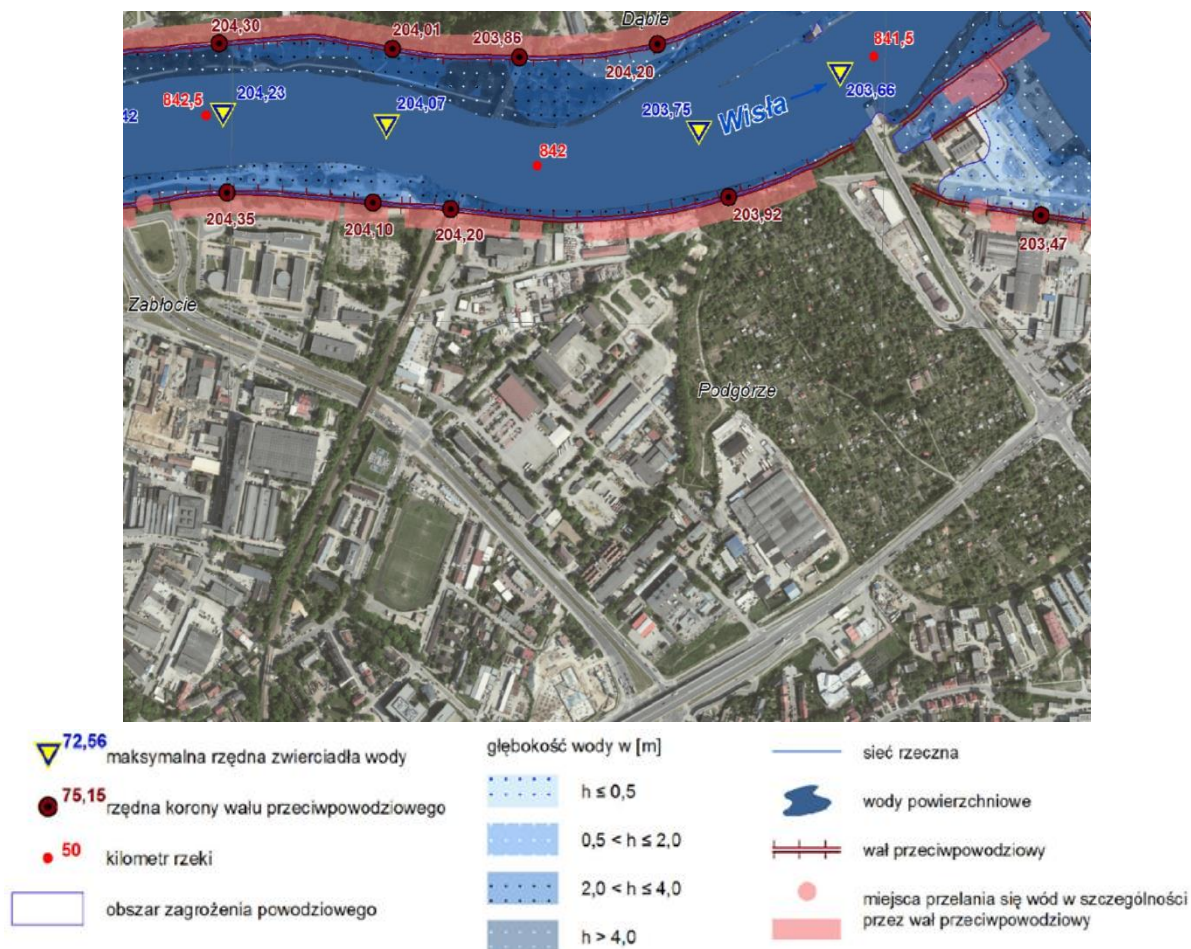 Dąbie
204,30
204,01
203,86
204,20
841,5
842,5
204,23
204,07
203,75
Wisła
203,66
42
842
204,35
204,10
204,20
203,92
203,47
Zabłocie
Podgórze
72,56
maksymalna rzędna zwierciadła wody
75,15
rzędna korony wału przeciwpowodziowego
50
kilometr rzeki
obszar zagrożenia powodziowego
głębokość wody w [m]
h ≤ 0,5
0,5 < h ≤ 2,0
2,0 < h ≤ 4,0
h > 4,0
sieć rzeczna
wody powierzchniowe
wał przeciwpowodziowy
miejsca przelania się wód w szczególności
przez wał przeciwpowodziowy